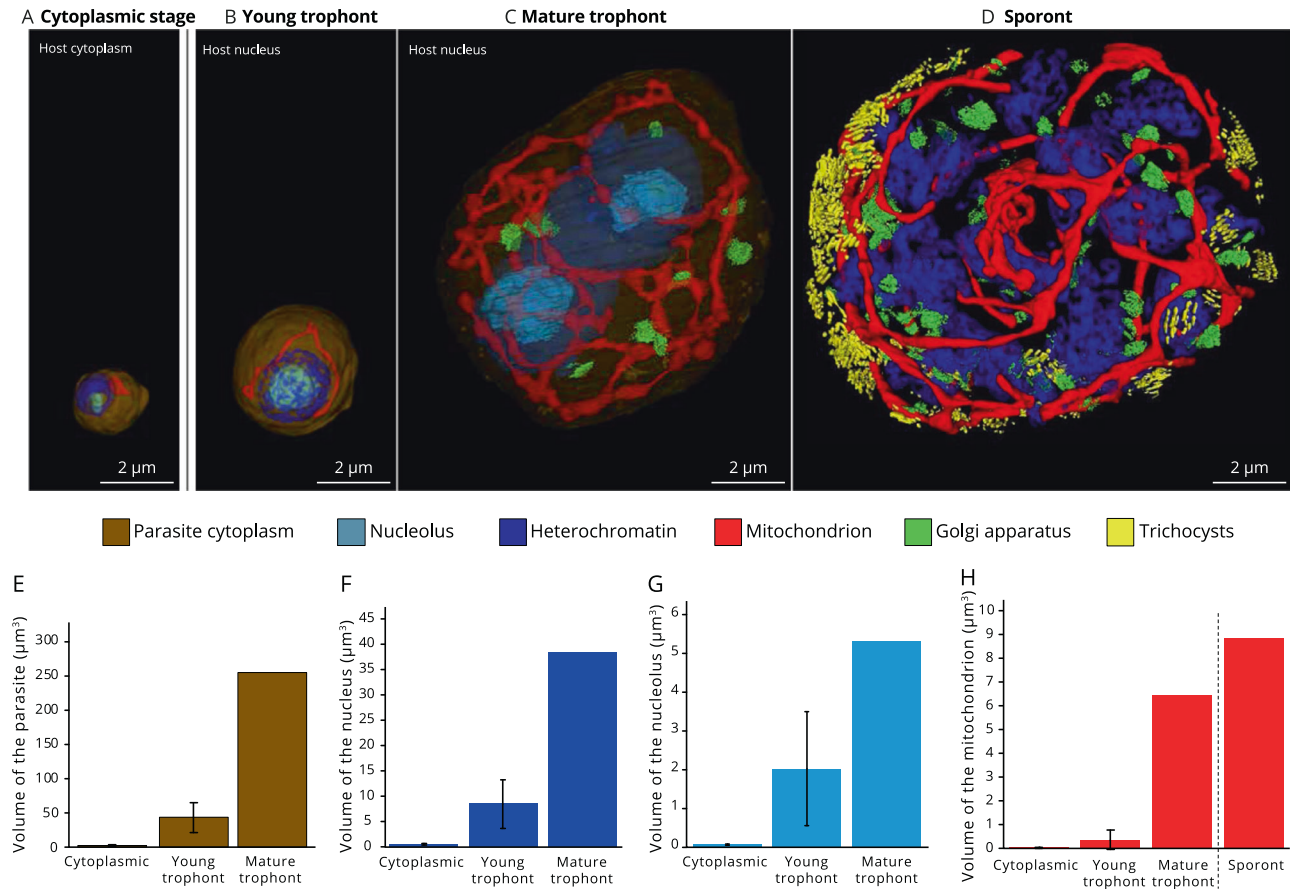 A Cytoplasmic stage
B Young trophont
C Mature trophont
D Sporont
Host cytoplasm
Host nucleus
Host nucleus
2 µm
2 µm
2 µm
2 µm
Parasite cytoplasm
Nucleolus
Heterochromatin
Mitochondrion
Golgi apparatus
Trichocysts
E
Volume of the parasite (µm³)
300
250
200
150
100
50
0
Cytoplasmic
Young
trophont
Mature
trophont
F
Volume of the nucleus (µm³)
45
40
35
30
25
20
15
10
5
0
Cytoplasmic
Young
trophont
Mature
trophont
G
Volume of the nucleolus (µm³)
6
5
4
3
2
1
0
Cytoplasmic
Young
trophont
Mature
trophont
H
Volume of the mitochondrion (µm³)
10
9
8
7
6
5
4
3
2
1
0
Cytoplasmic
Young
trophont
Mature
trophont
Sporont